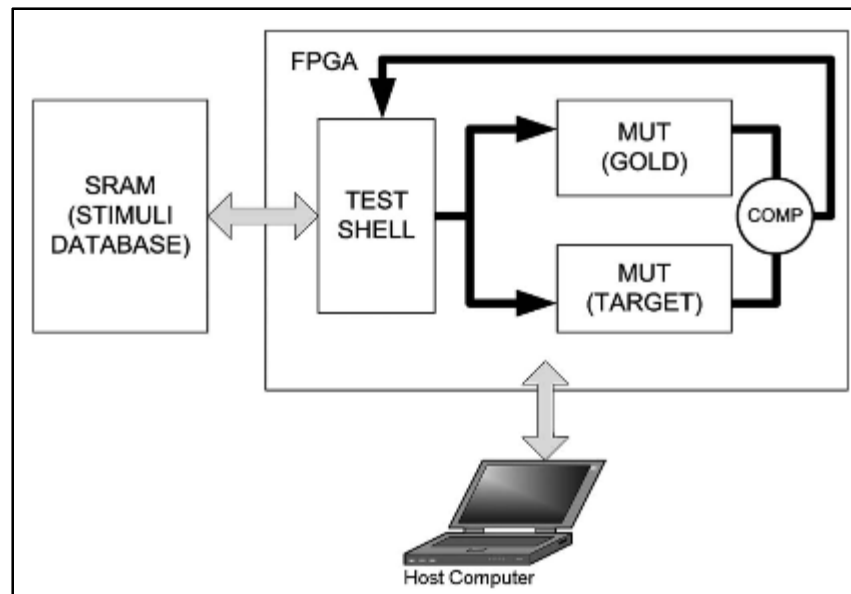 FPGA
SRAM
(STIMULI
DATABASE)
TEST
SHELL
MUT
(GOLD)
COMP
MUT
(TARGET)
Host Computer